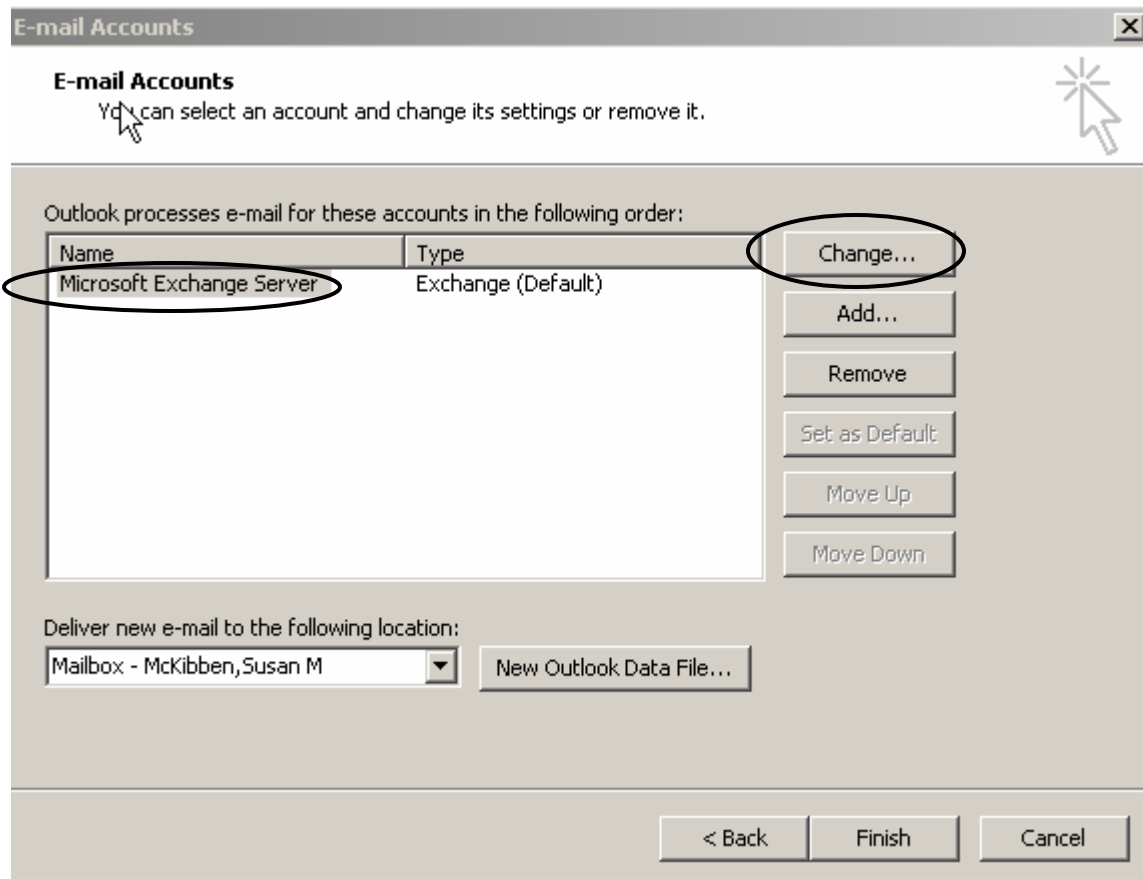 E-mail Accounts
E-mail Accounts
You can select an account and change its settings or remove it.
Outlook processes e-mail for these accounts in the following order:
Name Type
Microsoft Exchange Server Exchange (Default)
Change...
Add...
Remove
Set as Default
Move Up
Move Down
Deliver new e-mail to the following location:
Mailbox - McKibben,Susan M New Outlook Data File...
< Back Finish Cancel